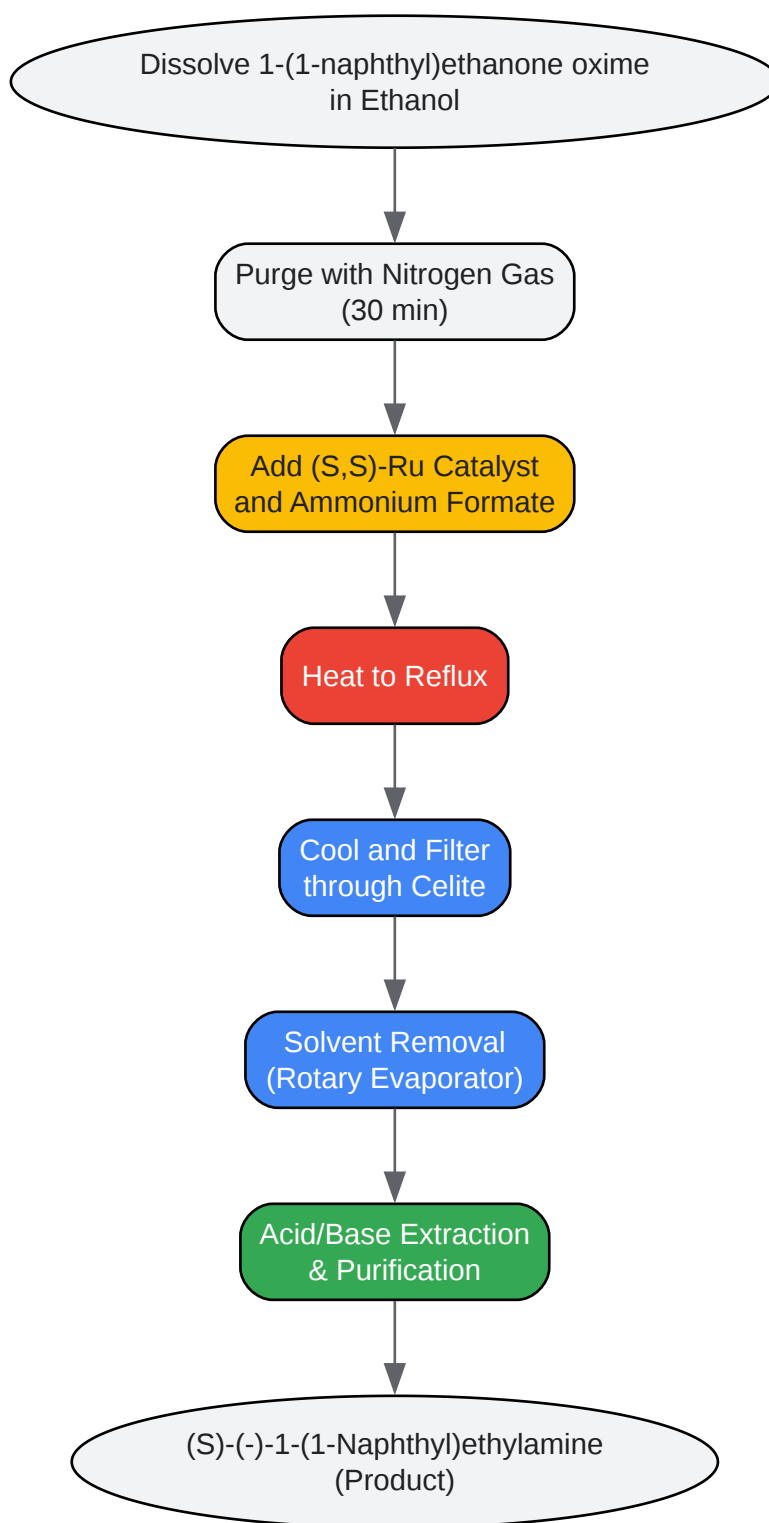 Dissolve 1-(1-naphthyl)ethanone oxime
in Ethanol
Purge with Nitrogen Gas
(30 min)
Add (S,S)-Ru Catalyst
and Ammonium Formate
Heat to Reflux
Cool and Filter
through Celite
Solvent Removal
(Rotary Evaporator)
Acid/Base Extraction
& Purification
(S)-(-)-1-(1-Naphthyl)ethylamine
(Product)